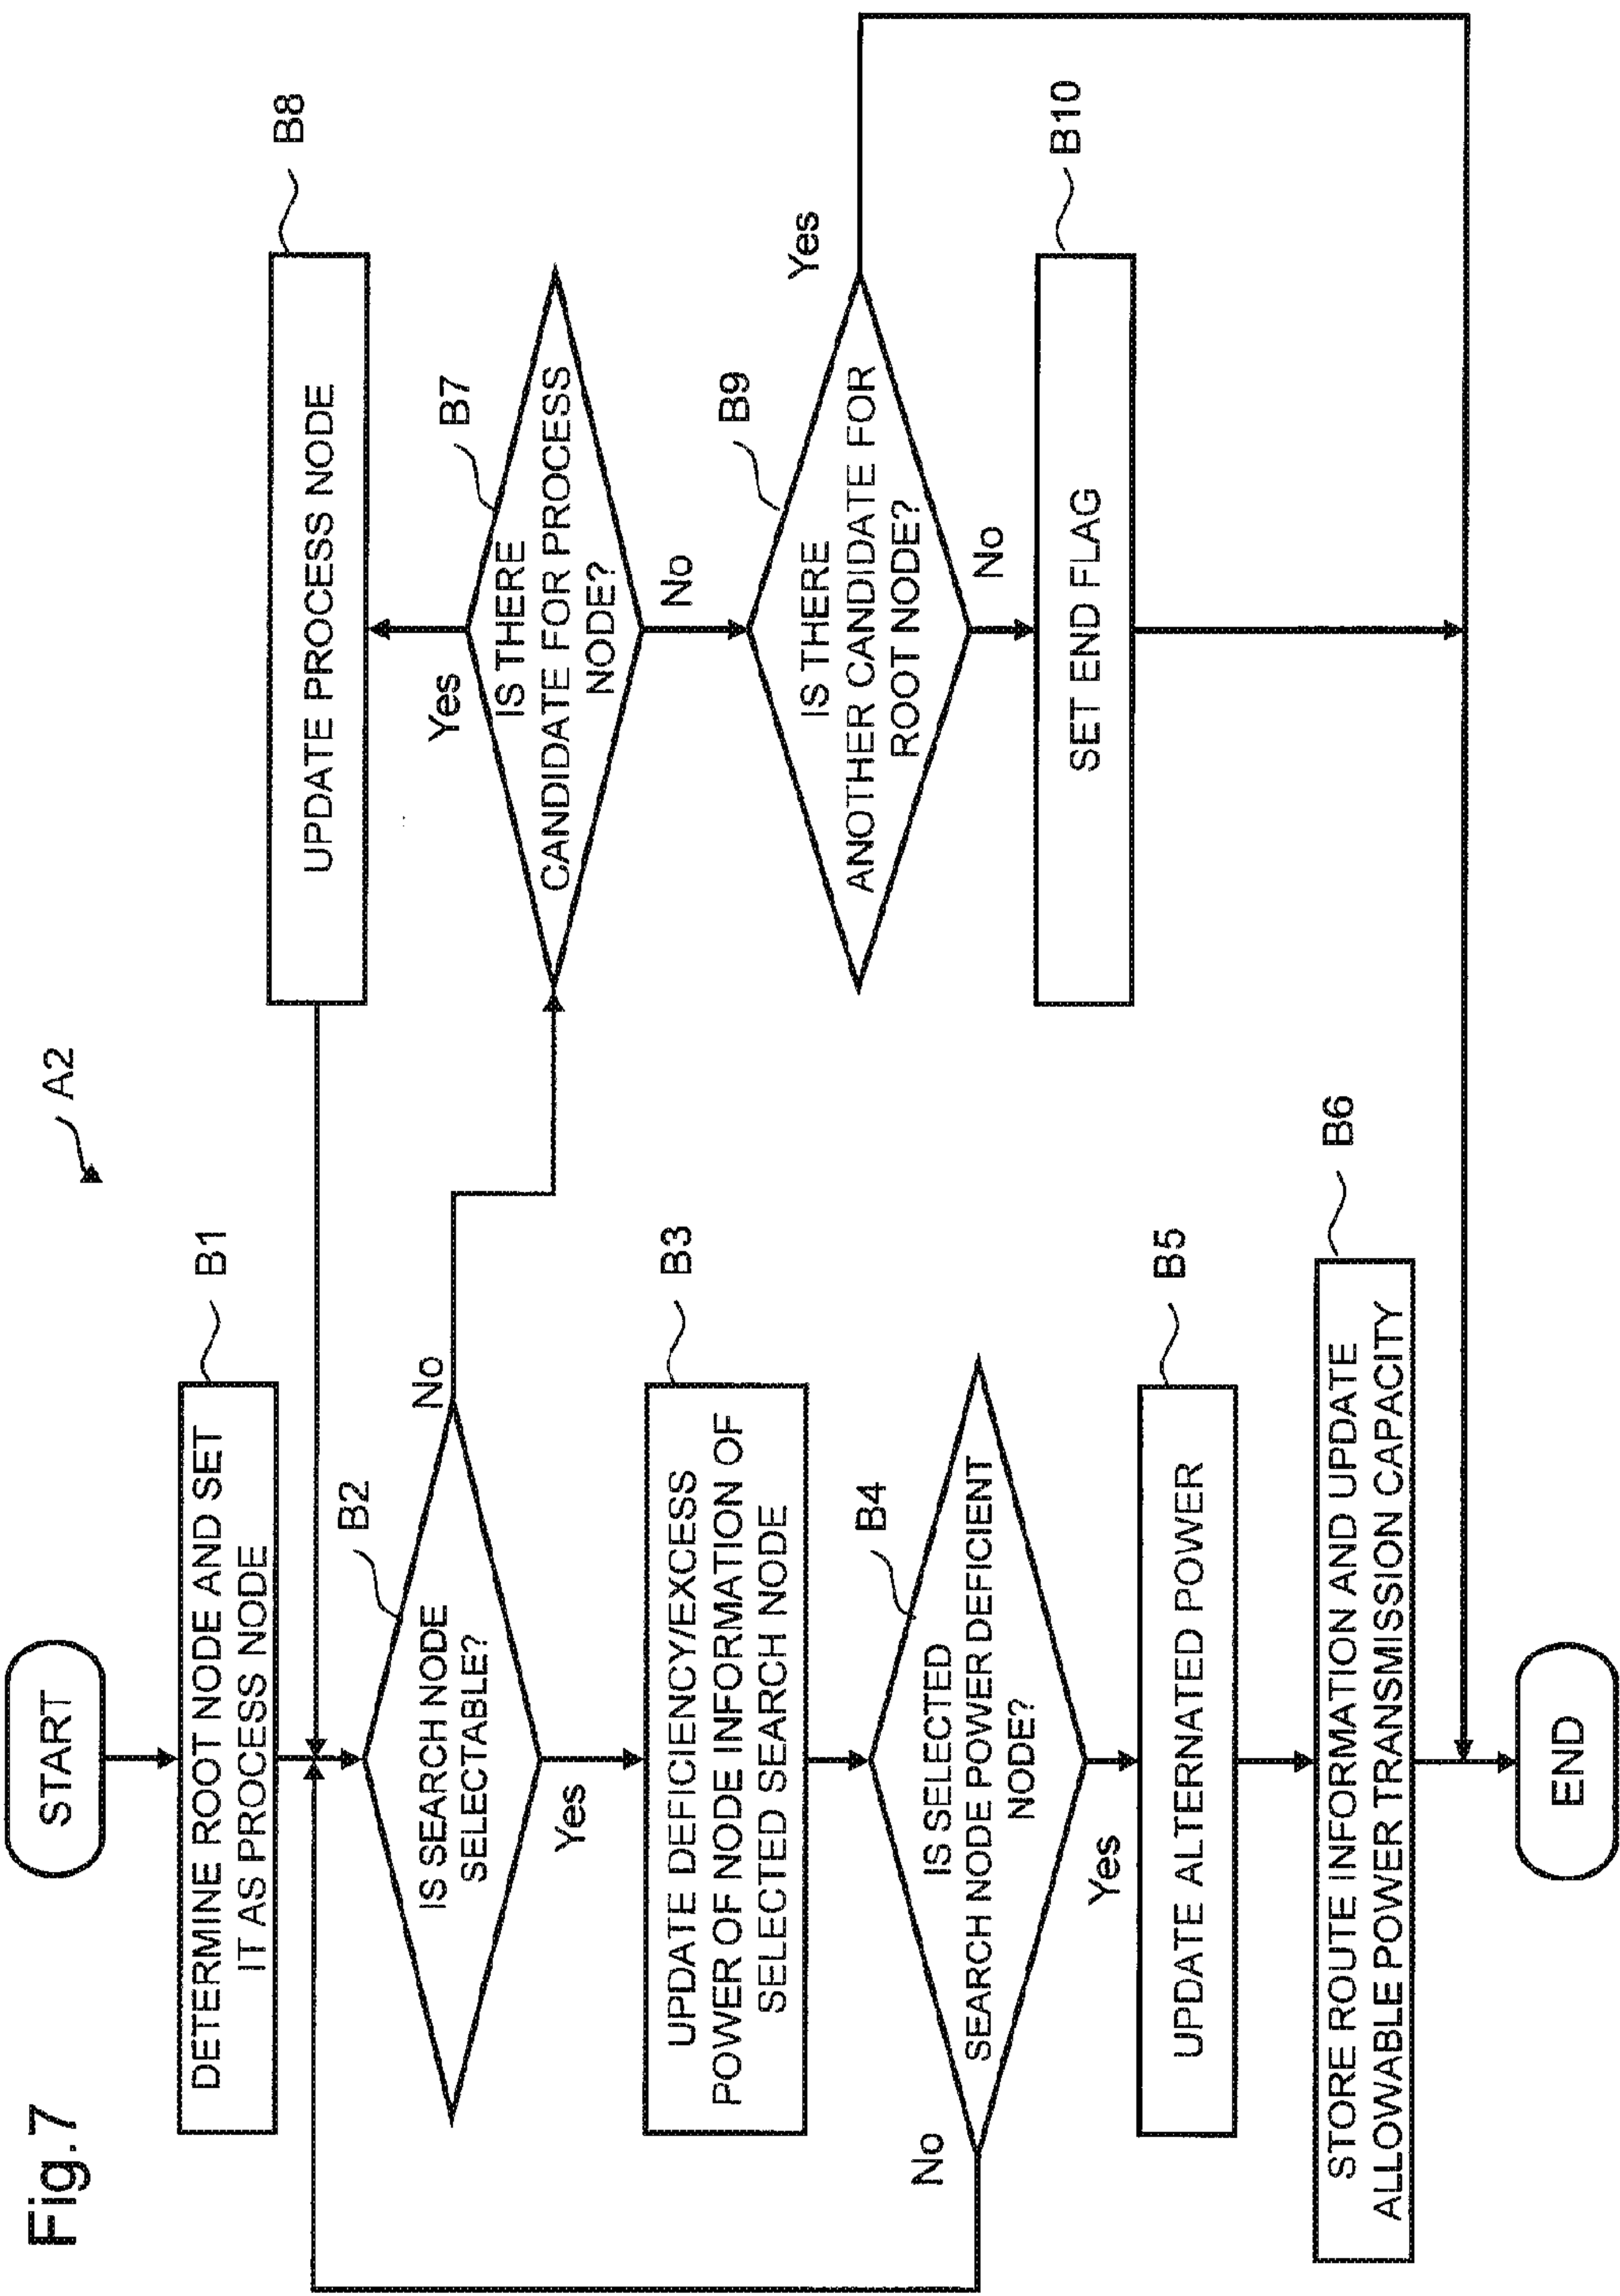 Fig.7
A2
START
DETERMINE ROOT NODE AND SET
IT AS PROCESS NODE
B1
IS SEARCH NODE
SELECTABLE?
B2
No
Yes
UPDATE DEFICIENCY/EXCESS
POWER OF NODE INFORMATION OF
SELECTED SEARCH NODE
B3
IS SELECTED
SEARCH NODE POWER DEFICIENT
NODE?
B4
No
Yes
UPDATE ALTERNATED POWER
B5
STORE ROUTE INFORMATION AND UPDATE
ALLOWABLE POWER TRANSMISSION CAPACITY
B6
END
UPDATE PROCESS NODE
B8
Yes
IS THERE
CANDIDATE FOR PROCESS
NODE?
B7
No
IS THERE
ANOTHER CANDIDATE FOR
ROOT NODE?
B9
Yes
No
SET END FLAG
B10